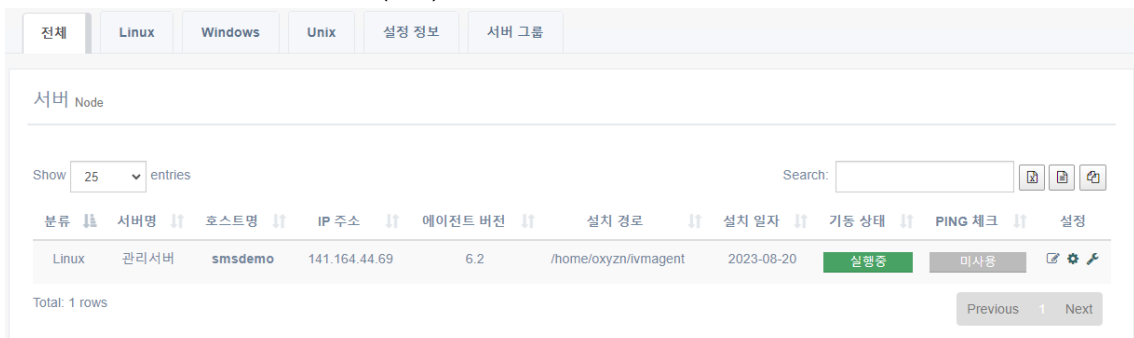 전체 Linux Windows Unix 설정 정보 서버 그룹
서버 Node
Show 25 entries Search:
분류 서버명 호스트명 IP 주소 에이전트 버전 설치 경로 설치 일자 기동 상태 PING 체크 설정
Linux 관리서버 smsdemo 141.164.44.69 6.2 /home/oxyzn/ivmagent 2023-08-20 실행중 미사용
Total: 1 rows
Previous 1 Next